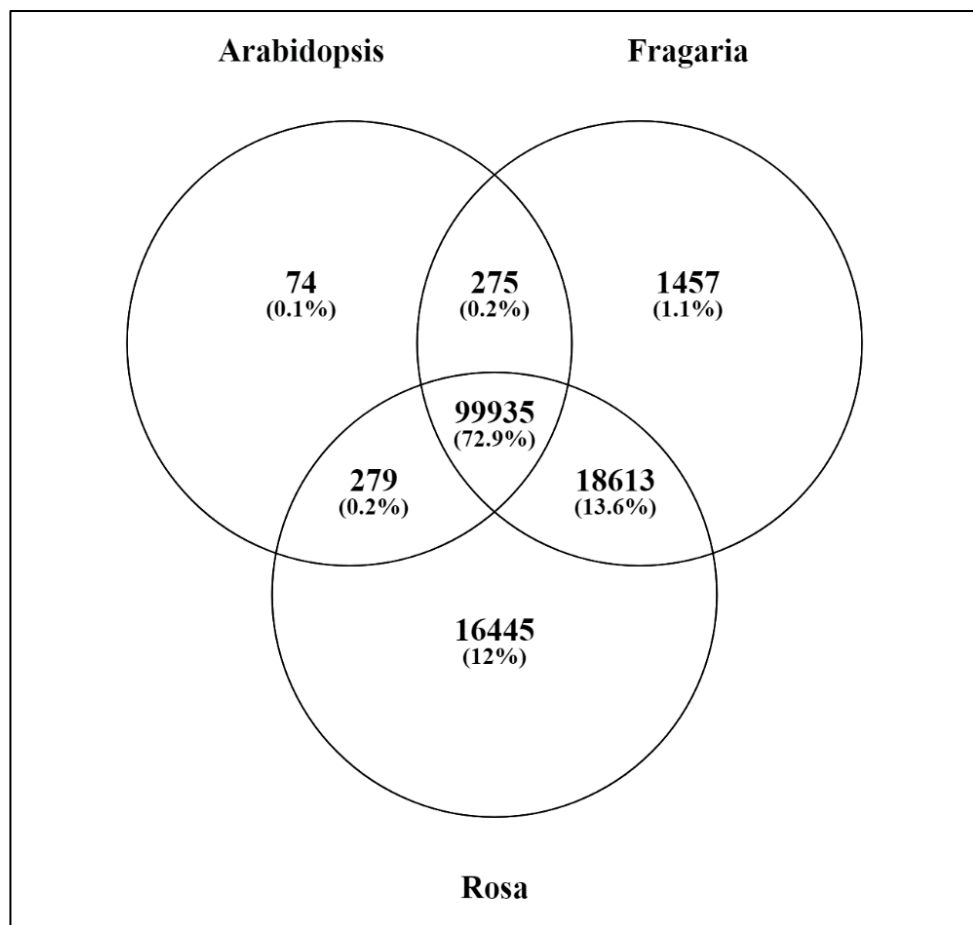 Arabidopsis Fragaria
74 275 1457
(0.1%) (0.2%) (1.1%)
99935
(72.9%)
279 18613
(0.2%) (13.6%)
16445
(12%)
Rosa